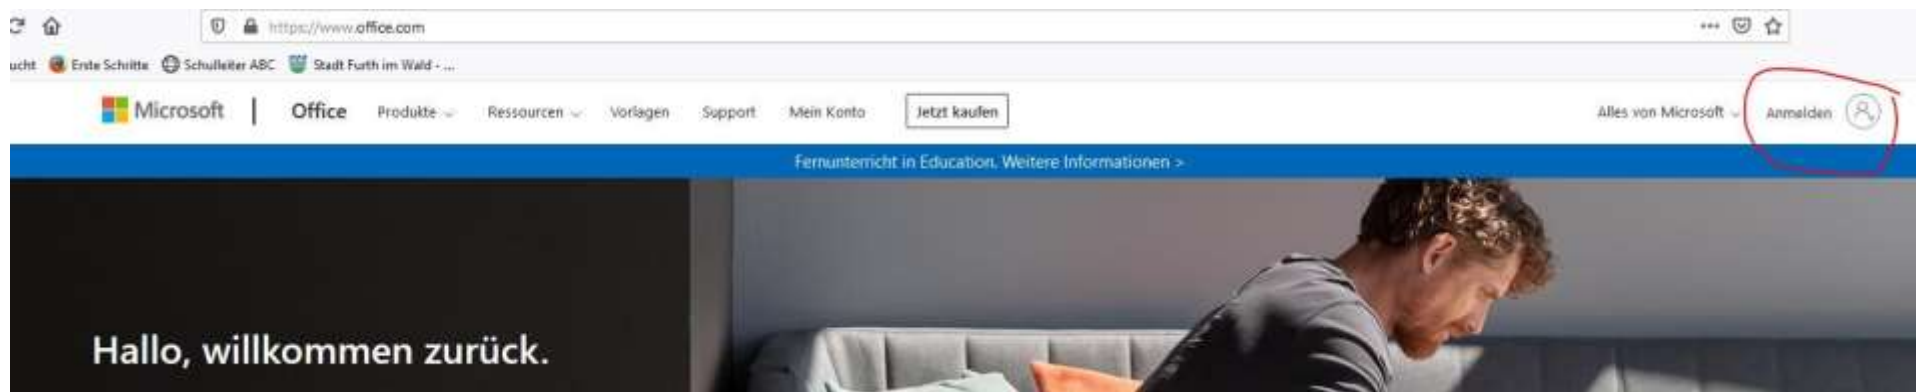 https://www.office.com
ucht Erste Schritte Schulleiter ABC Stadt Furth im Wald - ...
Microsoft | Office Produkte Ressourcen Vorlagen Support Mein Konto Jetzt kaufen Alles von Microsoft Anmelden
Fernunterricht in Education. Weitere Informationen >
Hallo, willkommen zurück.